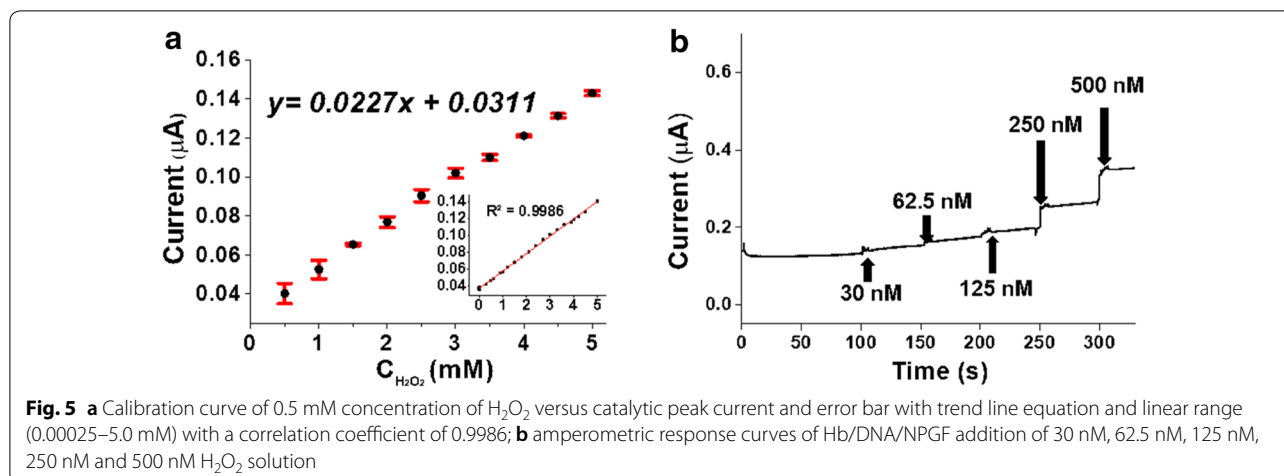 a
0.16
0.14
0.12
0.10
0.08
0.06
0.04
Current (μA)
y= 0.0227x + 0.0311
0.14
0.12
0.10
0.08
0.06
0.04
R² = 0.9986
0 1 2 3 4 5
0 1 2 3 4 5
C H₂O₂ (mM)
b
0.6
0.4
0.2
0.0
Current (μA)
500 nM
250 nM
62.5 nM
30 nM
125 nM
0 50 100 150 200 250 300
Time (s)
Fig. 5 a Calibration curve of 0.5 mM concentration of H₂O₂ versus catalytic peak current and error bar with trend line equation and linear range
(0.00025–5.0 mM) with a correlation coefficient of 0.9986; b amperometric response curves of Hb/DNA/NPGF addition of 30 nM, 62.5 nM, 125 nM,
250 nM and 500 nM H₂O₂ solution